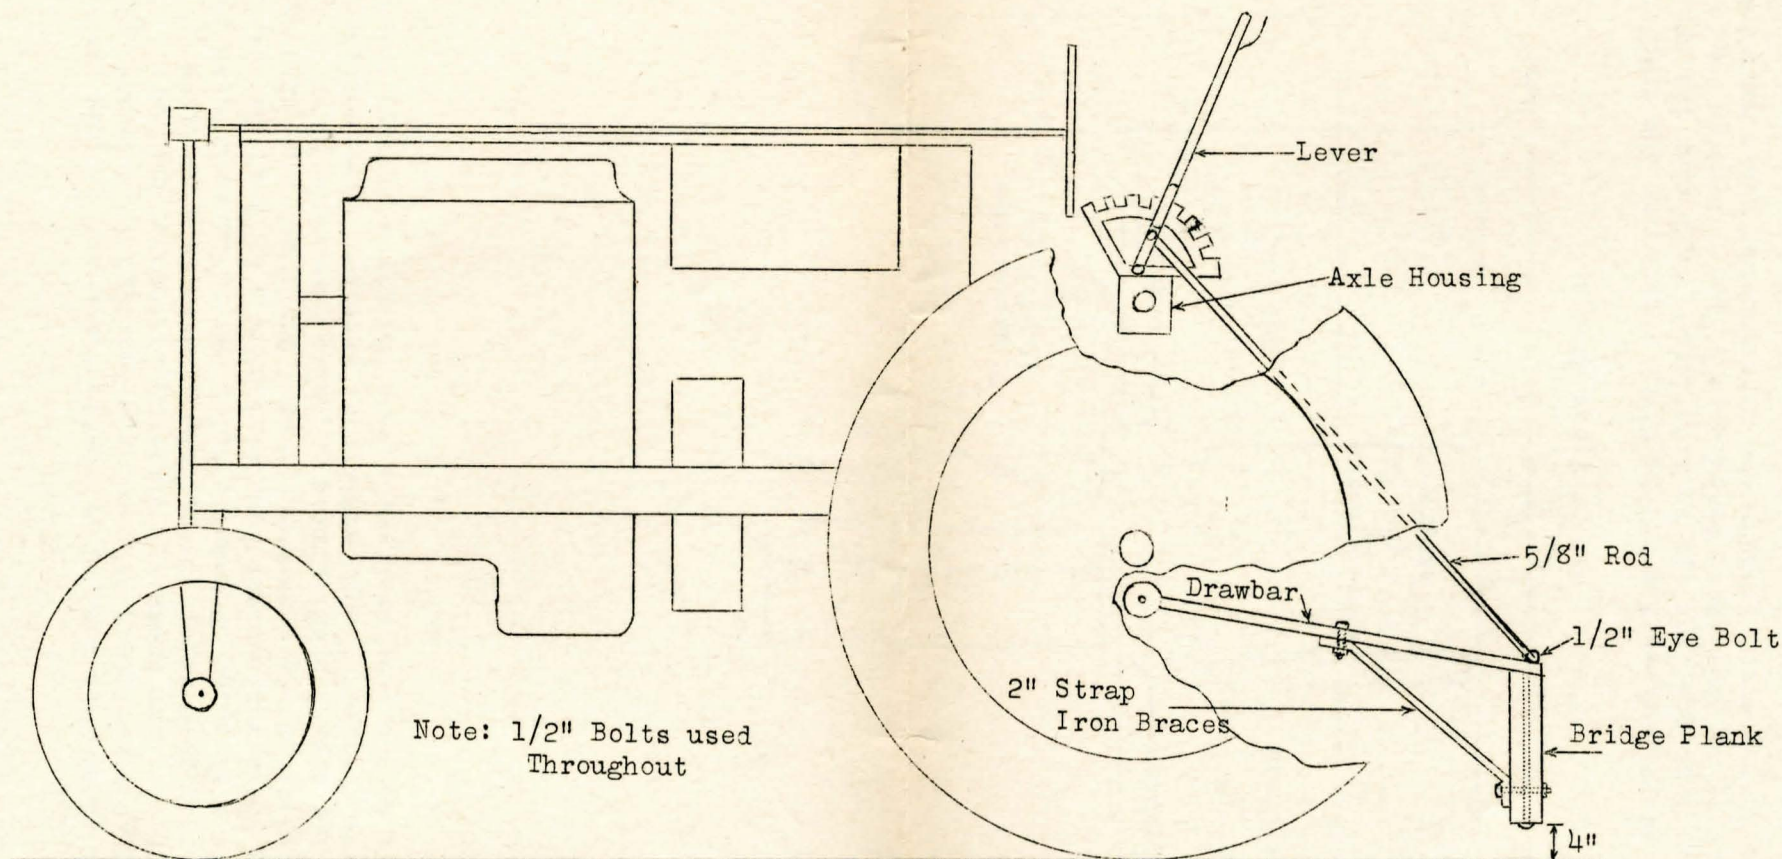 Lever
Axle Housing
5/8" Rod
Drawbar
1/2" Eye Bolt
2" Strap
Iron Braces
Bridge Plank
Note: 1/2" Bolts used
Throughout
4"